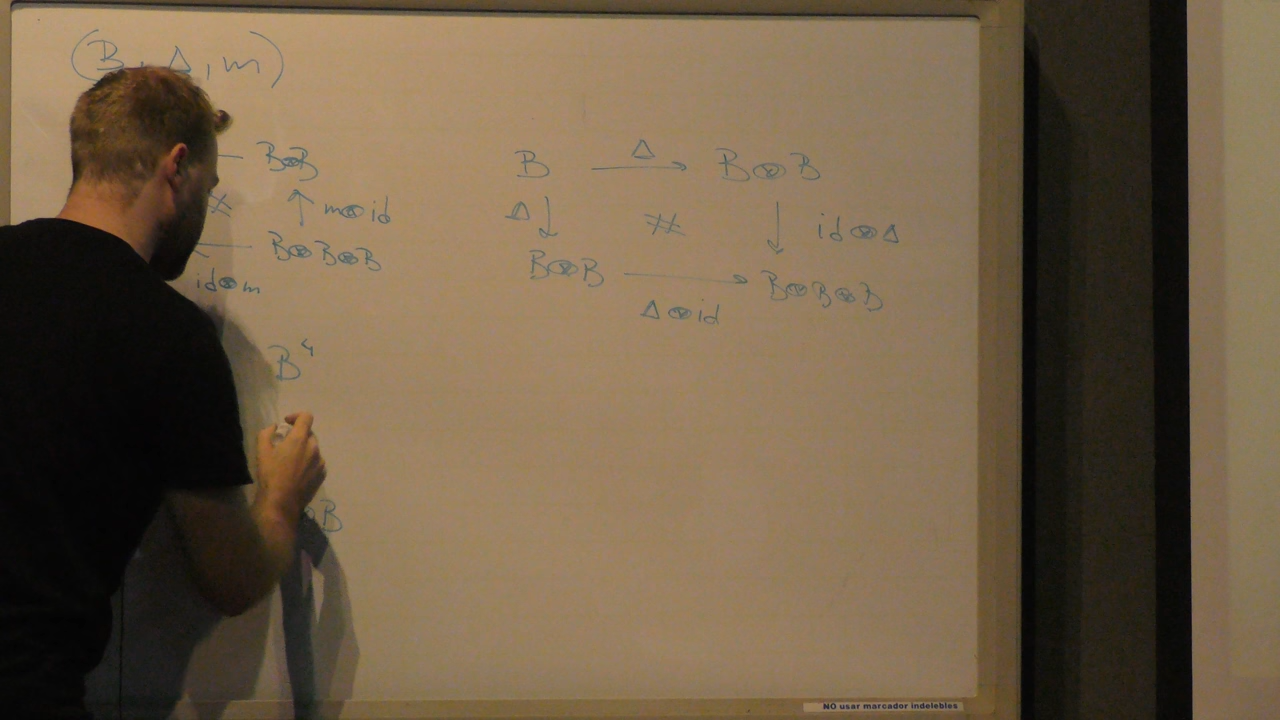 (B, Δ, m)
B⊗B
m⊗id
B⊗B⊗B
id⊗m
B Δ→ B⊗B
Δ↓ # ↓ id⊗Δ
B⊗B → B⊗B⊗B
Δ⊗id
B⁴
B
NO usar marcador indelebles